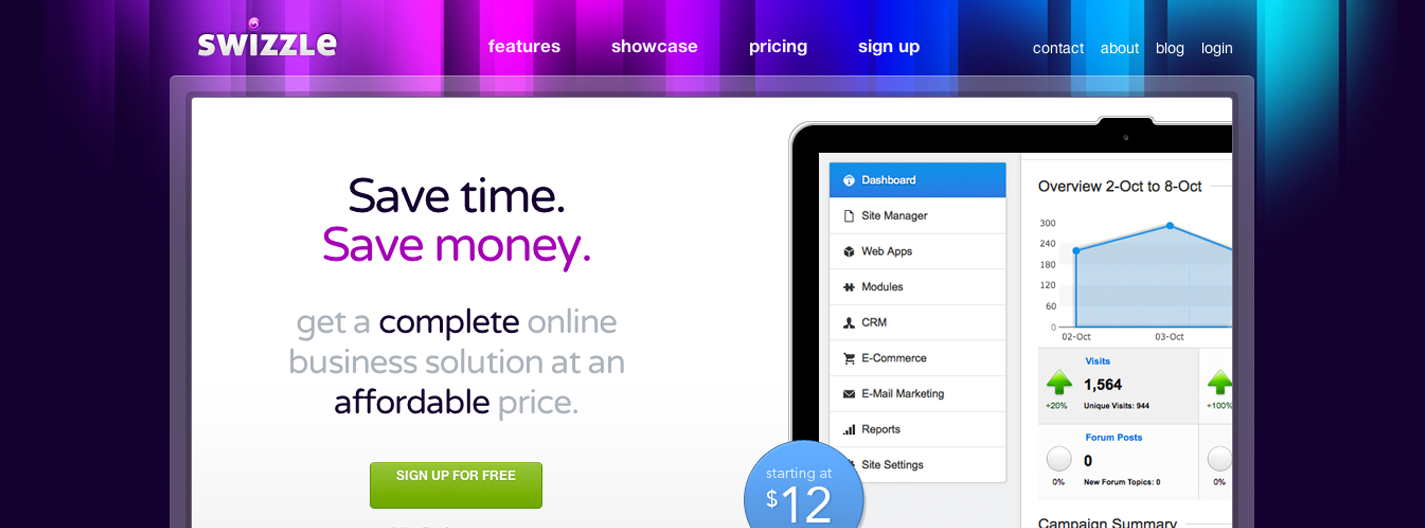 swizzle
features showcase pricing sign up
contact about blog login
Save time.
Save money.
get a complete online
business solution at an
affordable price.
SIGN UP FOR FREE
starting at
$12
Dashboard
Site Manager
Web Apps
Modules
CRM
E-Commerce
E-Mail Marketing
Reports
Site Settings
Overview 2-Oct to 8-Oct
300
240
180
120
60
0
02-Oct 03-Oct
Visits
1,564
+20% Unique Visits: 944
+100%
Forum Posts
0
0% New Forum Topics: 0
0%
Campaign Summary